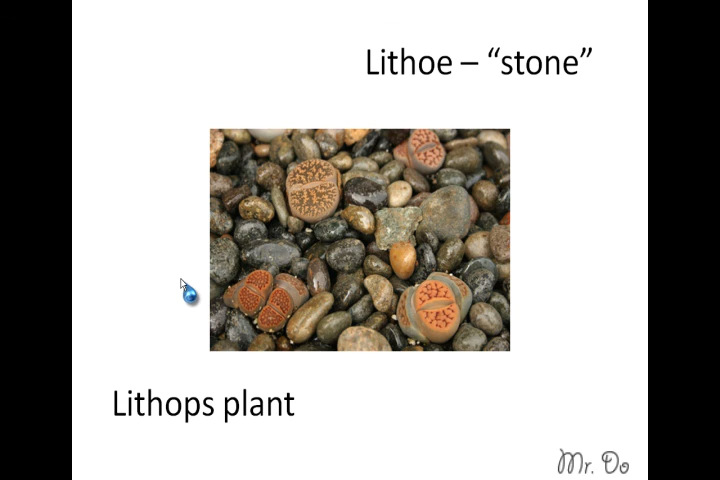 Lithoe – “stone”
Lithops plant
Mr. Do